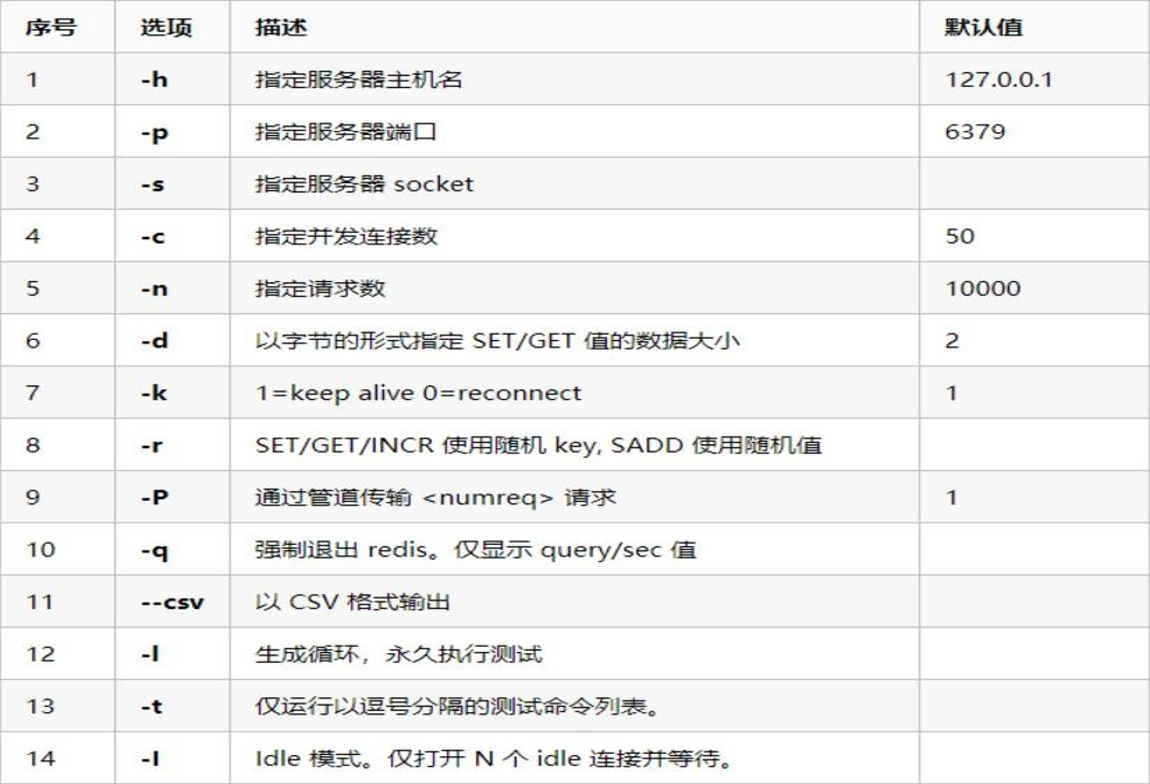 序号 选项 描述 默认值
1 -h 指定服务器主机名 127.0.0.1
2 -p 指定服务器端口 6379
3 -s 指定服务器 socket
4 -c 指定并发连接数 50
5 -n 指定请求数 10000
6 -d 以字节的形式指定 SET/GET 值的数据大小 2
7 -k 1=keep alive 0=reconnect 1
8 -r SET/GET/INCR 使用随机 key, SADD 使用随机值
9 -P 通过管道传输 <numreq> 请求 1
10 -q 强制退出 redis。仅显示 query/sec 值
11 --csv 以 CSV 格式输出
12 -l 生成循环，永久执行测试
13 -t 仅运行以逗号分隔的测试命令列表。
14 -I Idle 模式。仅打开 N 个 idle 连接并等待。